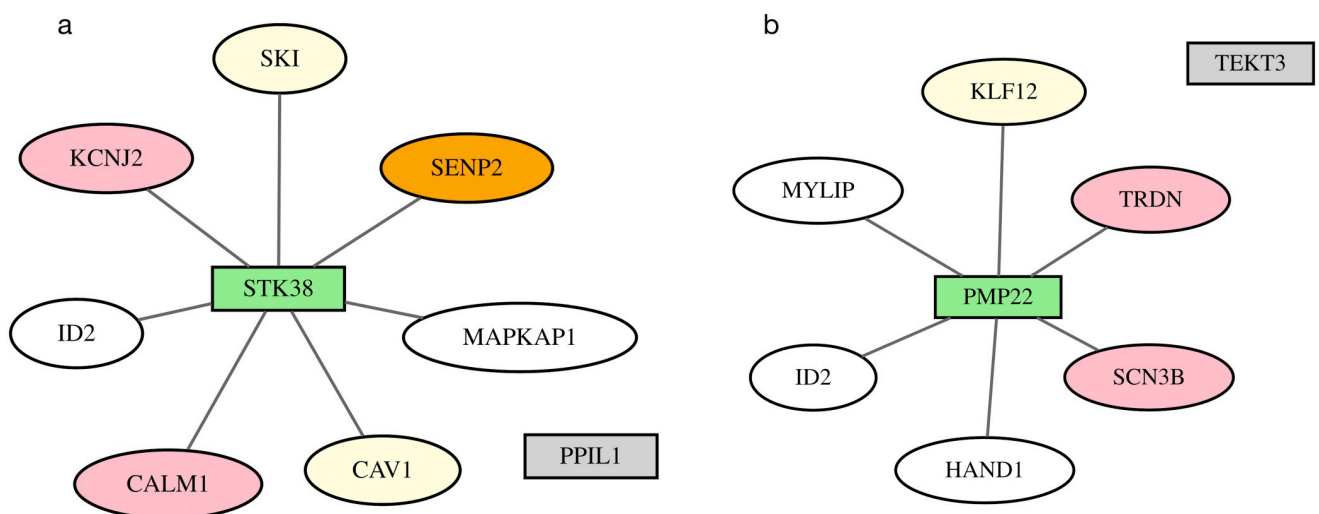 a
SKI
KCNJ2
SENP2
STK38
ID2
MAPKAP1
CALM1
CAV1
PPIL1
b
TEKT3
KLF12
MYLIP
TRDN
PMP22
ID2
SCN3B
HAND1